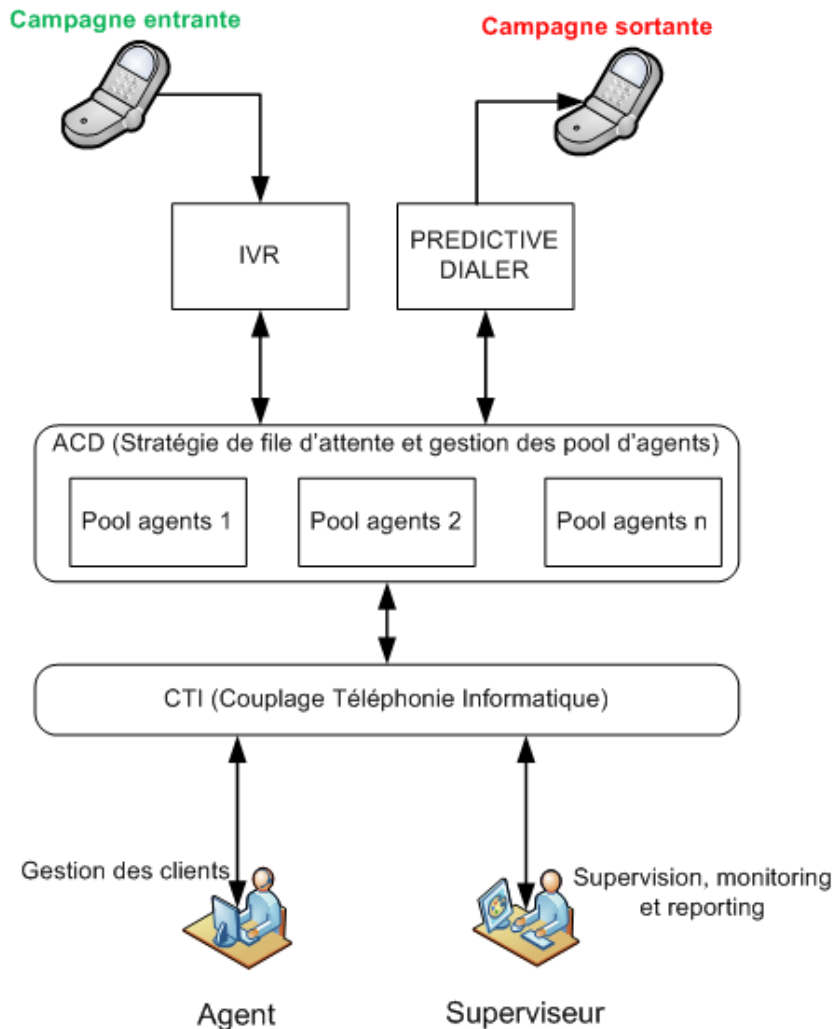 Campagne entrante
Campagne sortante
IVR
PREDICTIVE
DIALER
ACD (Stratégie de file d'attente et gestion des pool d'agents)
Pool agents 1
Pool agents 2
Pool agents n
CTI (Couplage Téléphonie Informatique)
Gestion des clients
Supervision, monitoring
et reporting
Agent
Superviseur